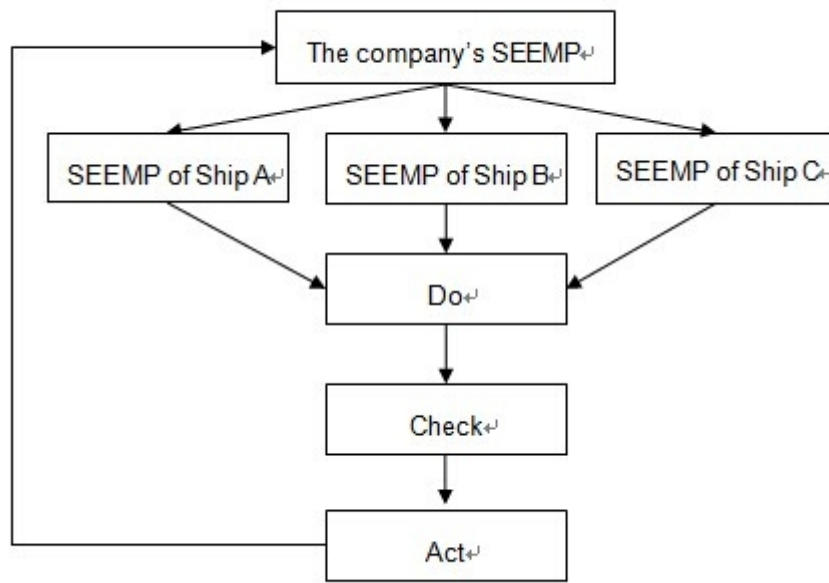 The company's SEEMP↵
SEEMP of Ship A↵
SEEMP of Ship B↵
SEEMP of Ship C↵
Do↵
Check↵
Act↵